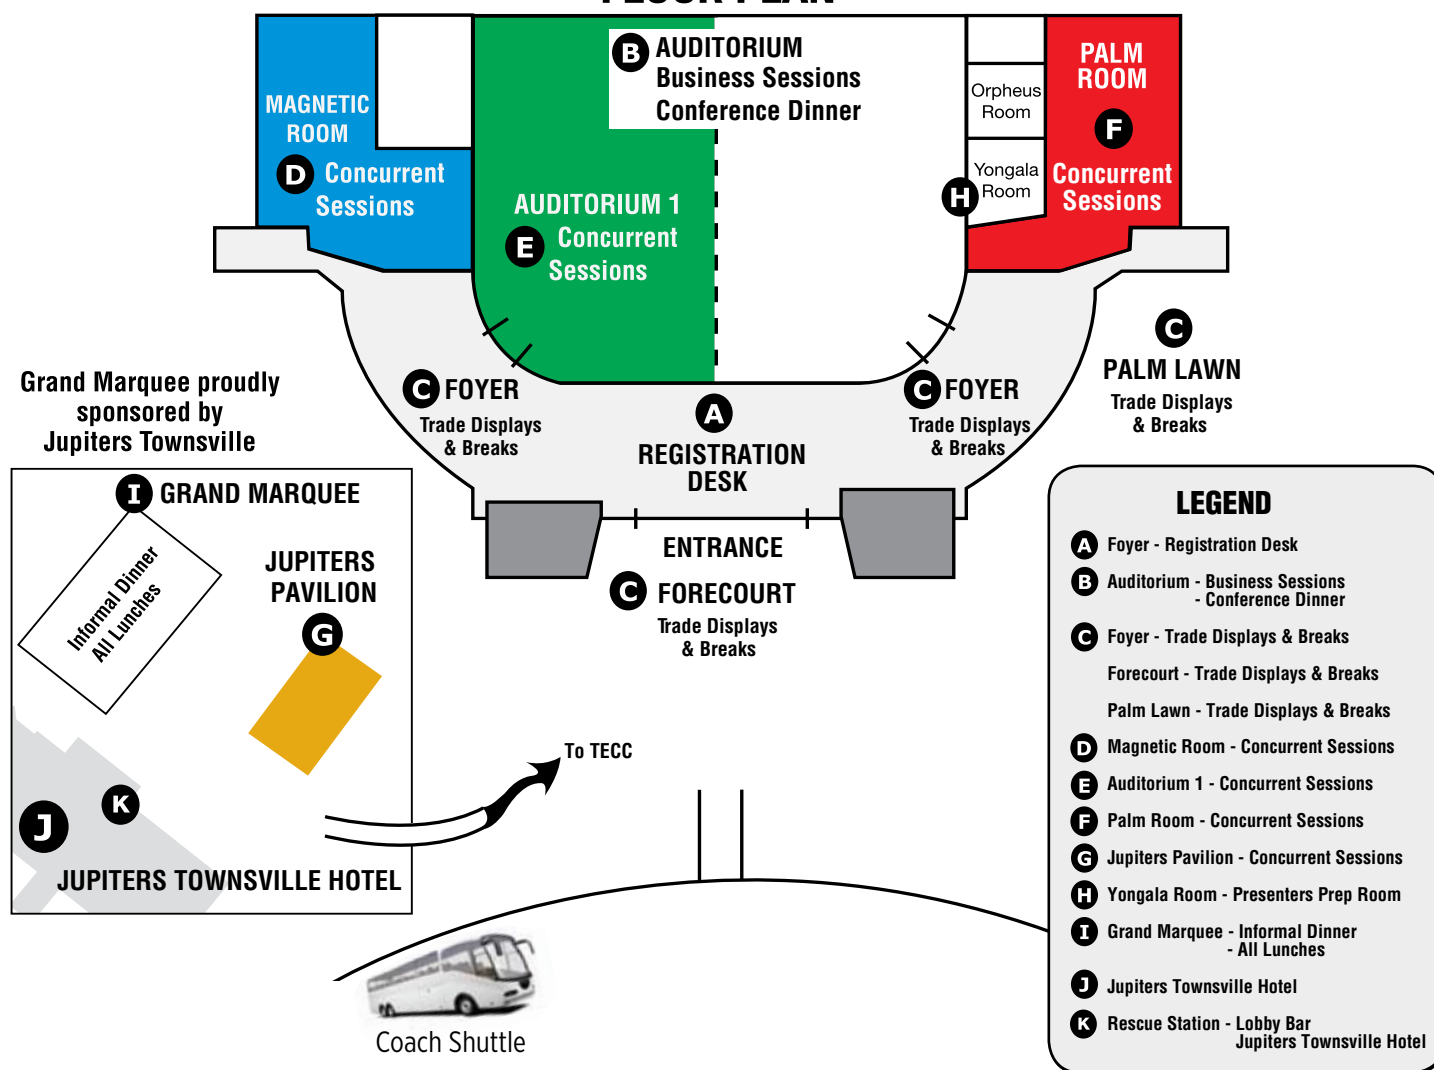 FLOOR PLAN
B AUDITORIUM
Business Sessions
Conference Dinner
MAGNETIC
ROOM
D Concurrent
Sessions
AUDITORIUM 1
E Concurrent
Sessions
Orpheus
Room
Yongala
Room
H
PALM
ROOM
F
Concurrent
Sessions
C FOYER
Trade Displays
& Breaks
A
REGISTRATION
DESK
C FOYER
Trade Displays
& Breaks
C
PALM LAWN
Trade Displays
& Breaks
ENTRANCE
C FORECOURT
Trade Displays
& Breaks
Grand Marquee proudly
sponsored by
Jupiters Townsville
I GRAND MARQUEE
Informal Dinner
All Lunches
JUPITERS
PAVILION
G
K
J
JUPITERS TOWNSVILLE HOTEL
To TECC
Coach Shuttle
LEGEND
A Foyer - Registration Desk
B Auditorium - Business Sessions
- Conference Dinner
C Foyer - Trade Displays & Breaks
Forecourt - Trade Displays & Breaks
Palm Lawn - Trade Displays & Breaks
D Magnetic Room - Concurrent Sessions
E Auditorium 1 - Concurrent Sessions
F Palm Room - Concurrent Sessions
G Jupiters Pavilion - Concurrent Sessions
H Yongala Room - Presenters Prep Room
I Grand Marquee - Informal Dinner
- All Lunches
J Jupiters Townsville Hotel
K Rescue Station - Lobby Bar
Jupiters Townsville Hotel